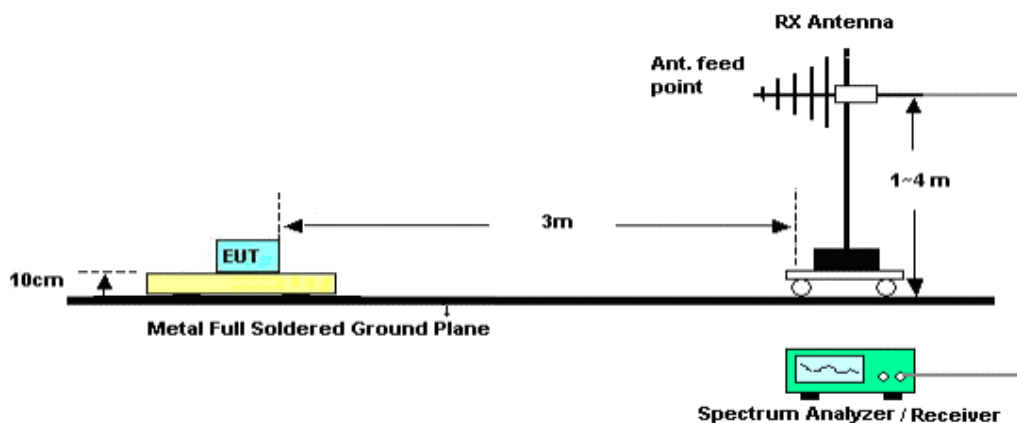 RX Antenna
Ant. feed
point
1~4 m
3m
EUT
10cm
Metal Full Soldered Ground Plane
Spectrum Analyzer / Receiver